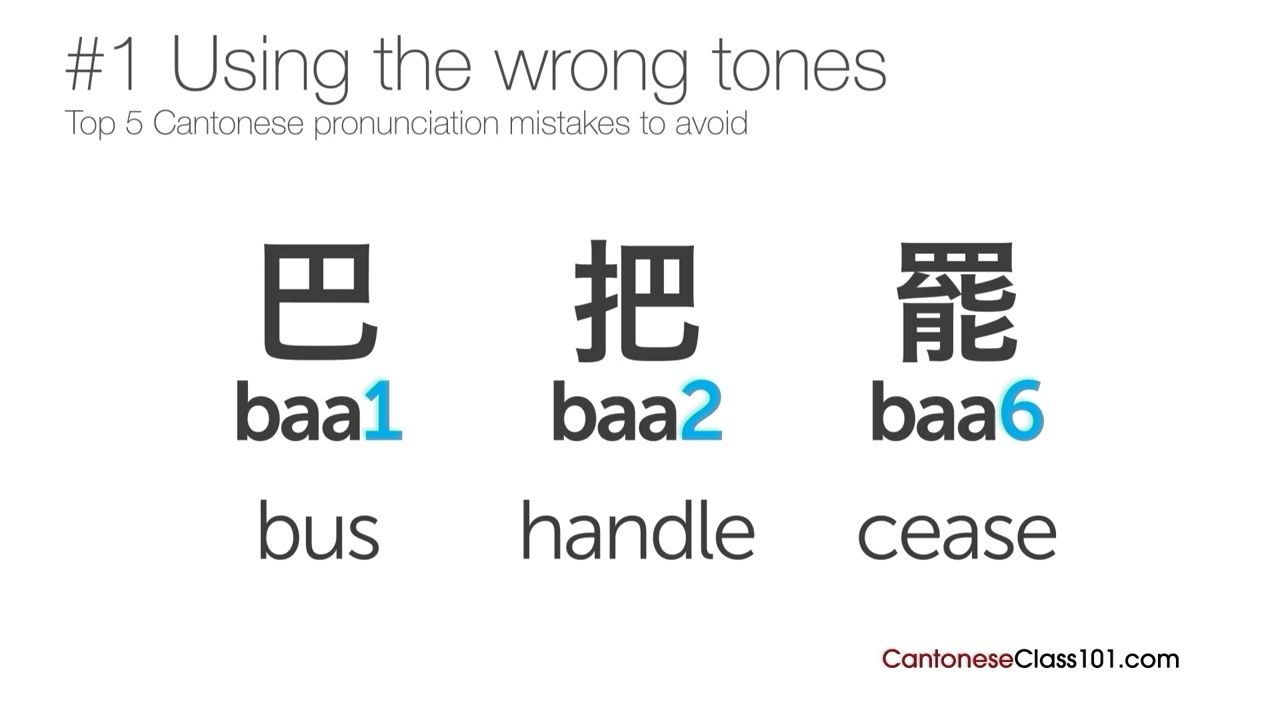 #1 Using the wrong tones
Top 5 Cantonese pronunciation mistakes to avoid
巴 把 罷
baa1 baa2 baa6
bus handle cease
CantoneseClass101.com